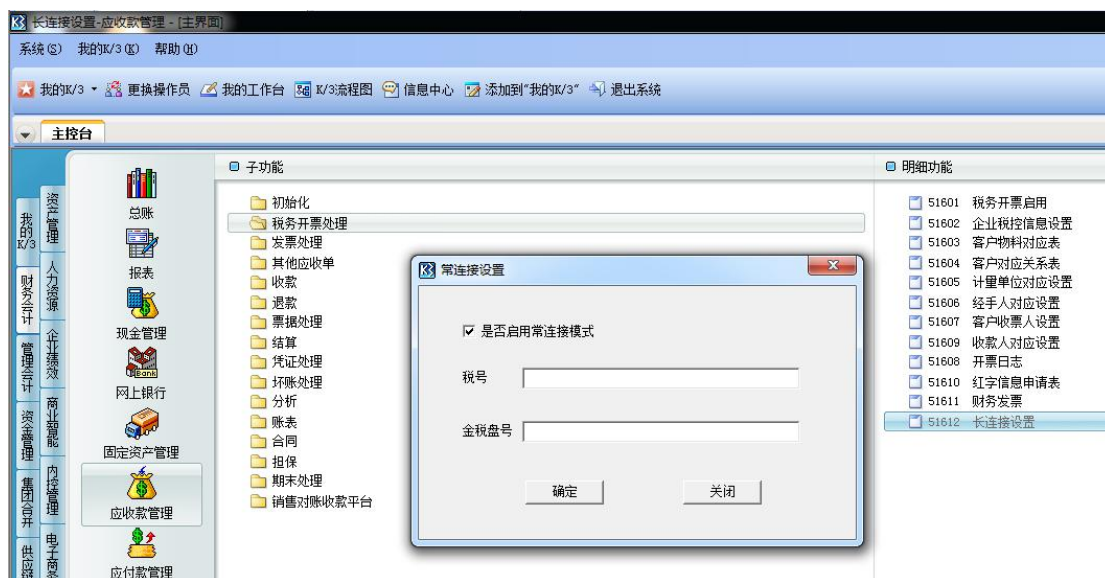 长连接设置-应收款管理 - [主界面]
系统(S) 我的K/3(K) 帮助(H)
我的K/3 更换操作员 我的工作台 K/3流程图 信息中心 添加到"我的K/3" 退出系统
主控台
我的K/3
财务会计
管理会计
资金管理
集团合并
供应链
资产管理
人力资源
企业绩效
商业智能
内控管理
电子商务
总账
报表
现金管理
Bank
网上银行
固定资产管理
应收款管理
应付款管理
子功能
初始化
税务开票处理
发票处理
其他应收单
收款
退款
票据处理
结算
凭证处理
坏账处理
分析
账表
合同
担保
期末处理
销售对账收款平台
常连接设置
是否启用常连接模式
税号
金税盘号
确定 关闭
明细功能
51601 税务开票启用
51602 企业税控信息设置
51603 客户物料对应表
51604 客户对应关系表
51605 计量单位对应设置
51606 经手人对应设置
51607 客户收票人设置
51609 收款人对应设置
51608 开票日志
51610 红字信息申请表
51611 财务发票
51612 长连接设置